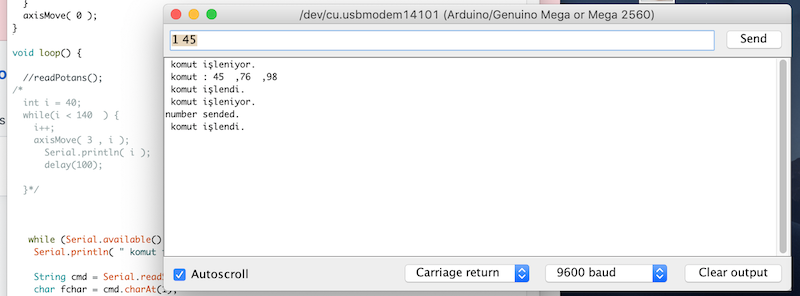 }
axisMove( 0 );
}
void loop() {
//readPotans();
/*
int i = 40;
while(i < 140 ) {
i++;
axisMove( 3 , i );
Serial.println( i );
delay(100);
}*/
while (Serial.available()
Serial.println( " komut
String cmd = Serial.readS
char fchar = cmd.charAt(
/dev/cu.usbmodem14101 (Arduino/Genuino Mega or Mega 2560)
1 45
Send
komut işleniyor.
komut : 45 ,76 ,98
komut işlendi.
komut işleniyor.
number sended.
komut işlendi.
Autoscroll
Carriage return
9600 baud
Clear output